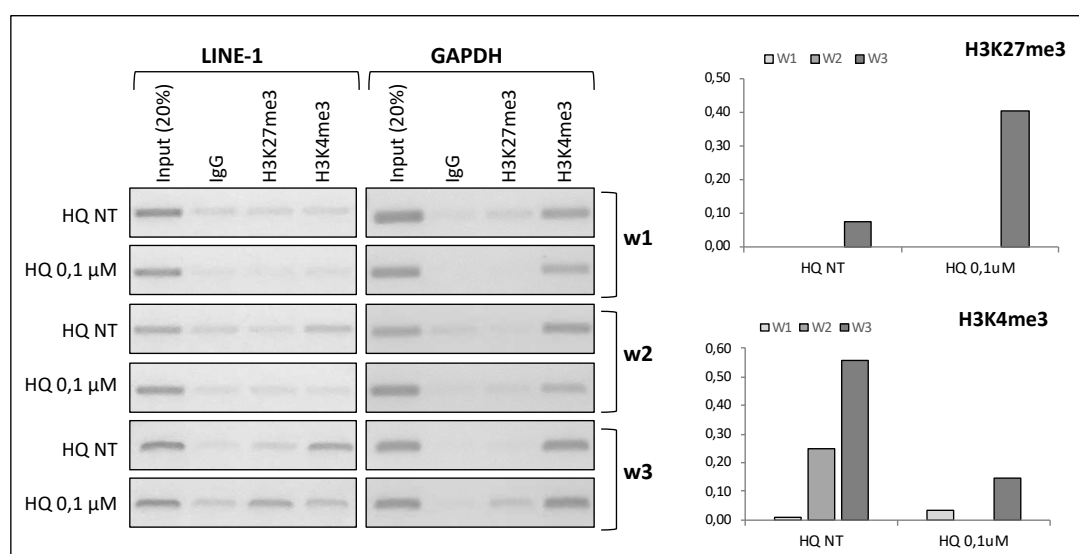 LINE-1 GAPDH
Input (20%) IgG H3K27me3 H3K4me3 Input (20%) IgG H3K27me3 H3K4me3
HQ NT
HQ 0,1 µM
w1
HQ NT
HQ 0,1 µM
w2
HQ NT
HQ 0,1 µM
w3
H3K27me3
W1 W2 W3
0,50
0,40
0,30
0,20
0,10
0,00
HQ NT HQ 0,1uM
H3K4me3
W1 W2 W3
0,60
0,50
0,40
0,30
0,20
0,10
0,00
HQ NT HQ 0,1uM